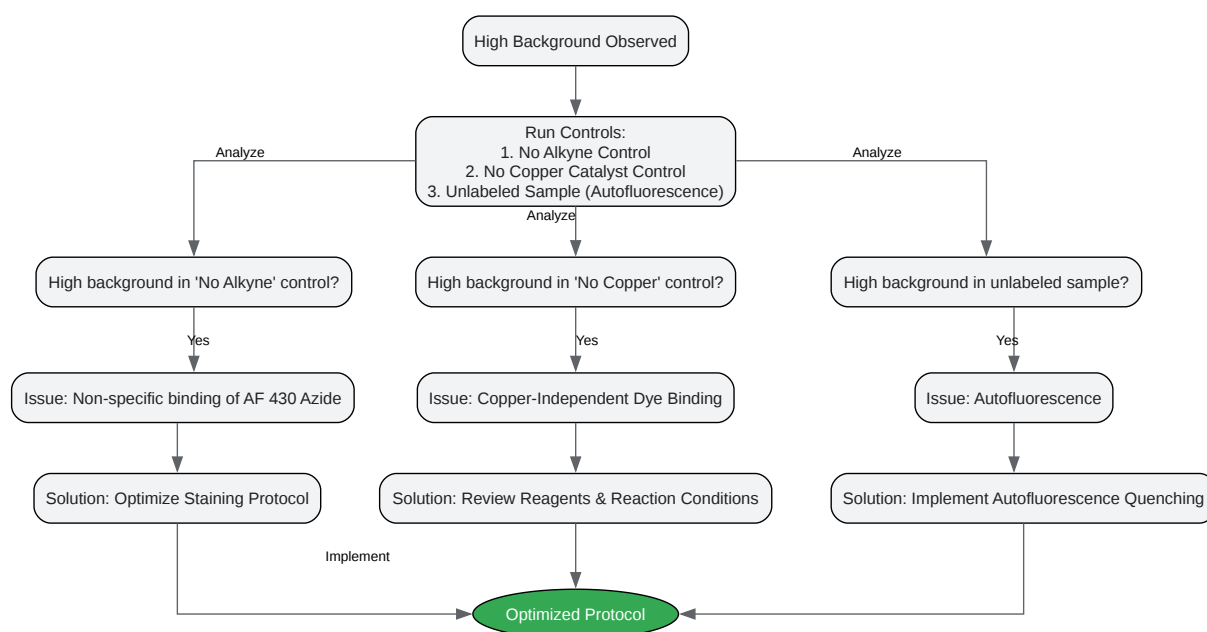 High Background Observed
Run Controls:
1. No Alkyne Control
2. No Copper Catalyst Control
3. Unlabeled Sample (Autofluorescence)
Analyze
Analyze
Analyze
High background in 'No Alkyne' control?
High background in 'No Copper' control?
High background in unlabeled sample?
Yes
Yes
Yes
Issue: Non-specific binding of AF 430 Azide
Issue: Copper-Independent Dye Binding
Issue: Autofluorescence
Solution: Optimize Staining Protocol
Solution: Review Reagents & Reaction Conditions
Solution: Implement Autofluorescence Quenching
Implement
Optimized Protocol